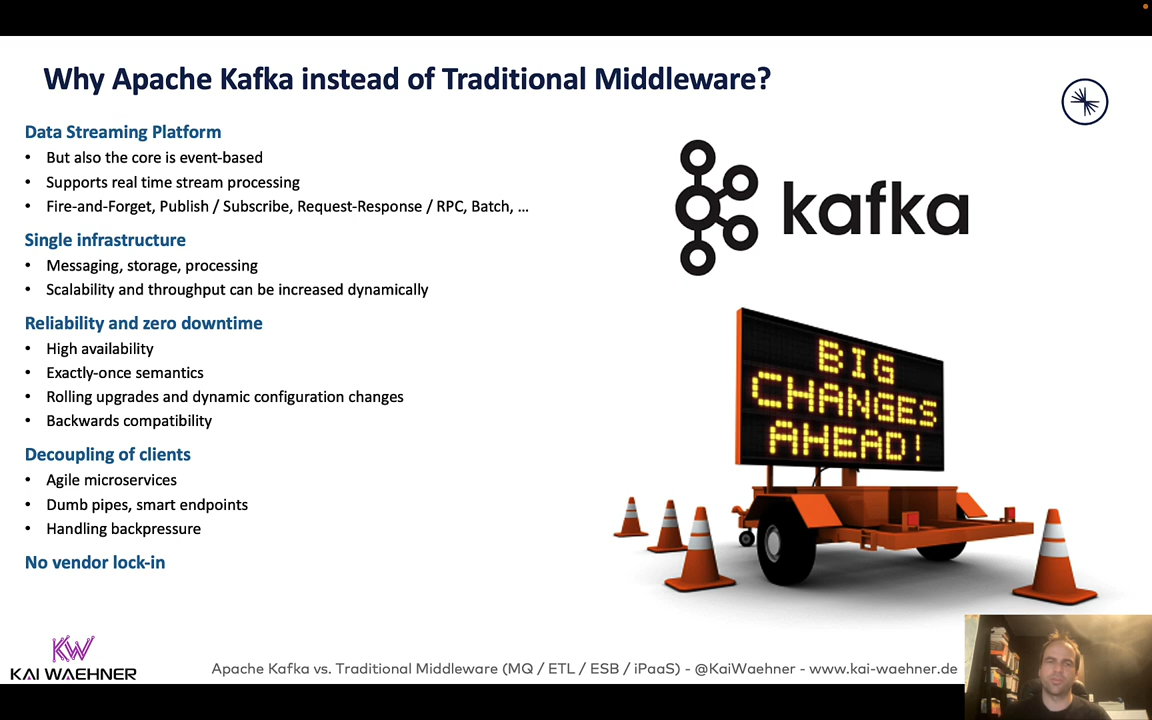 Why Apache Kafka instead of Traditional Middleware?
Data Streaming Platform
• But also the core is event-based
• Supports real time stream processing
• Fire-and-Forget, Publish / Subscribe, Request-Response / RPC, Batch, ...
Single infrastructure
• Messaging, storage, processing
• Scalability and throughput can be increased dynamically
Reliability and zero downtime
• High availability
• Exactly-once semantics
• Rolling upgrades and dynamic configuration changes
• Backwards compatibility
Decoupling of clients
• Agile microservices
• Dumb pipes, smart endpoints
• Handling backpressure
No vendor lock-in
kafka
BIG
CHANGES
AHEAD!
KW
KAI WAEHNER
Apache Kafka vs. Traditional Middleware (MQ / ETL / ESB / iPaaS) - @KaiWaehner - www.kai-waehner.de